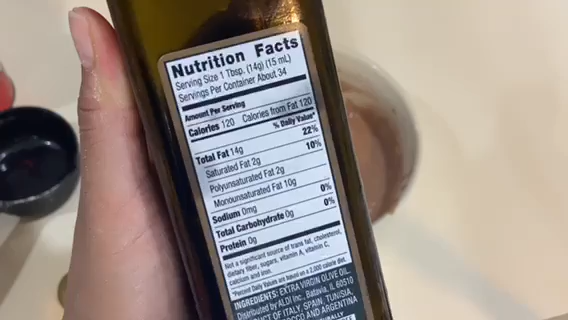 Nutrition Facts
Serving Size 1 Tbsp. (14g) (15 mL)
Servings Per Container About 34
Amount Per Serving
Calories 120 Calories from Fat 120
% Daily Value*
Total Fat 14g 22%
Saturated Fat 2g 10%
Polyunsaturated Fat 2g
Monounsaturated Fat 10g
Sodium 0mg 0%
Total Carbohydrate 0g 0%
Protein 0g
Not a significant source of trans fat, cholesterol,
dietary fiber, sugars, vitamin A, vitamin C,
calcium and iron.
*Percent Daily Values are based on a 2,000 calorie diet.
INGREDIENTS: EXTRA VIRGIN OLIVE OIL.
Distributed by ALDI Inc., Batavia, IL 60510
OF ITALY, SPAIN, TUNISIA,
AND ARGENTINA